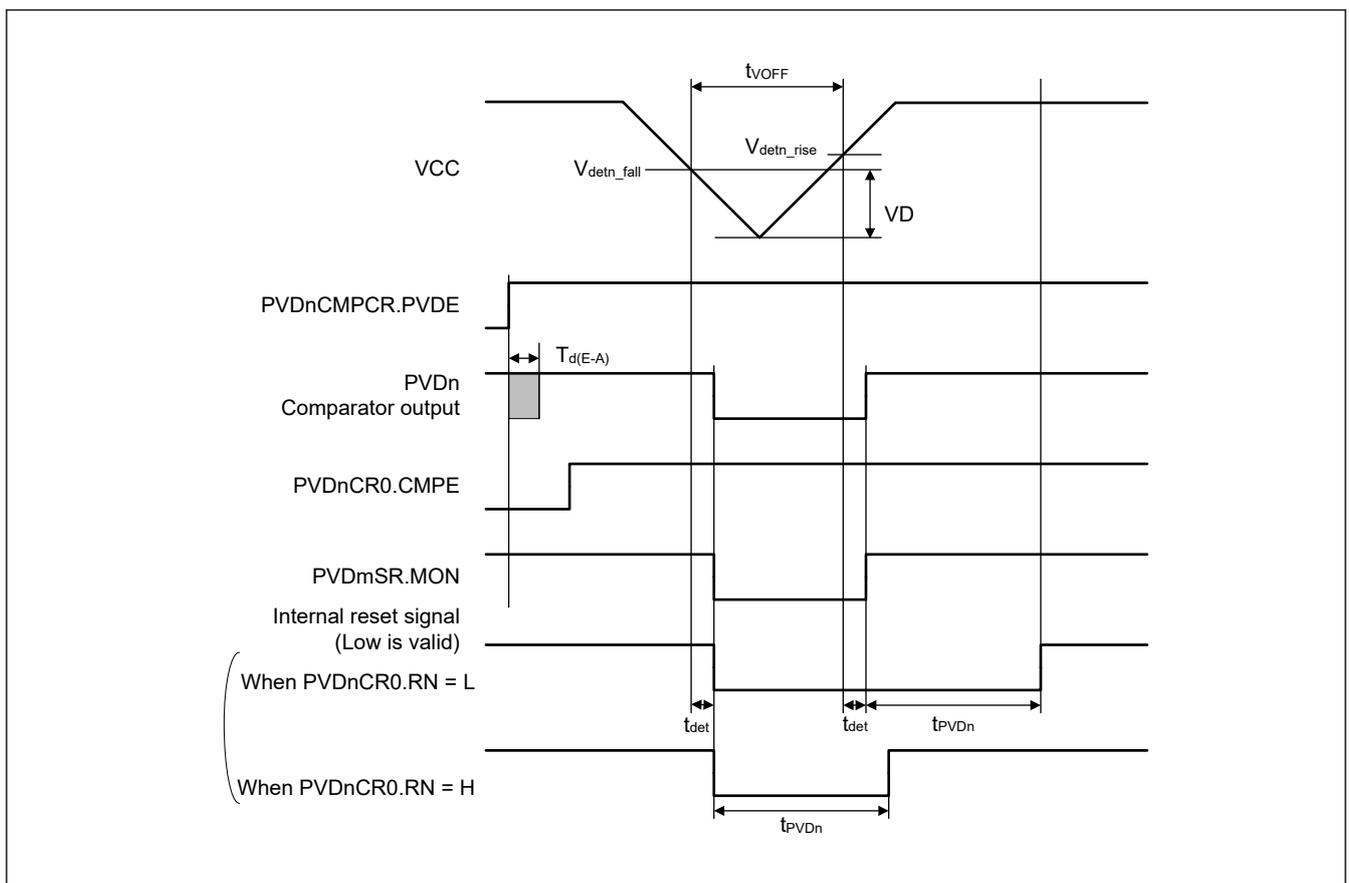 tVOFF
Vdetn_rise
VCC
Vdetn_fall
VD
PVDnCMPCR.PVDE
Td(E-A)
PVDn
Comparator output
PVDnCR0.CMPE
PVDmSR.MON
Internal reset signal
(Low is valid)
When PVDnCR0.RN = L
tdet
tdet
tPVDn
When PVDnCR0.RN = H
tPVDn